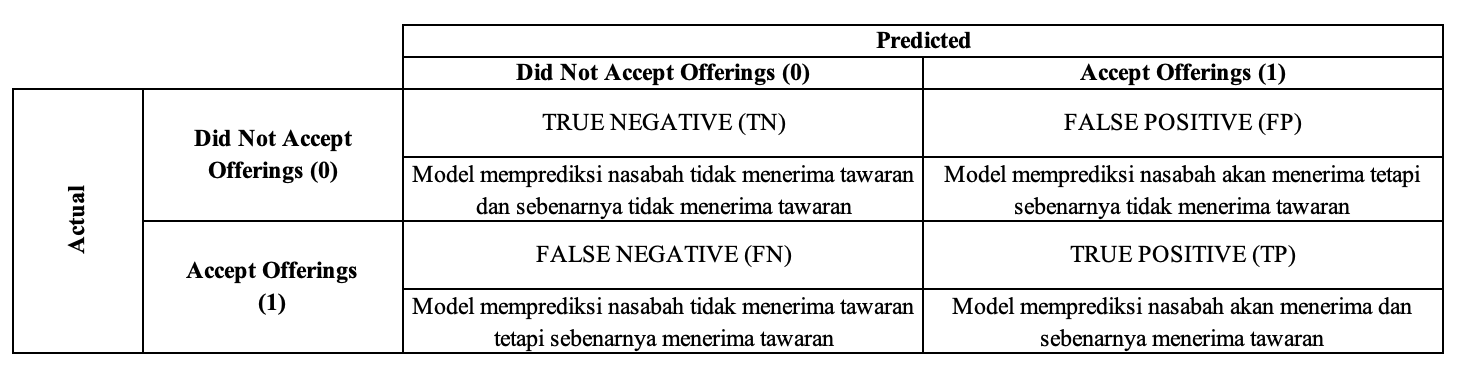 Predicted
Did Not Accept Offerings (0)
Accept Offerings (1)
Actual
Did Not Accept
Offerings (0)
TRUE NEGATIVE (TN)
FALSE POSITIVE (FP)
Model memprediksi nasabah tidak menerima tawaran
dan sebenarnya tidak menerima tawaran
Model memprediksi nasabah akan menerima tetapi
sebenarnya tidak menerima tawaran
Accept Offerings
(1)
FALSE NEGATIVE (FN)
TRUE POSITIVE (TP)
Model memprediksi nasabah tidak menerima tawaran
tetapi sebenarnya menerima tawaran
Model memprediksi nasabah akan menerima dan
sebenarnya menerima tawaran